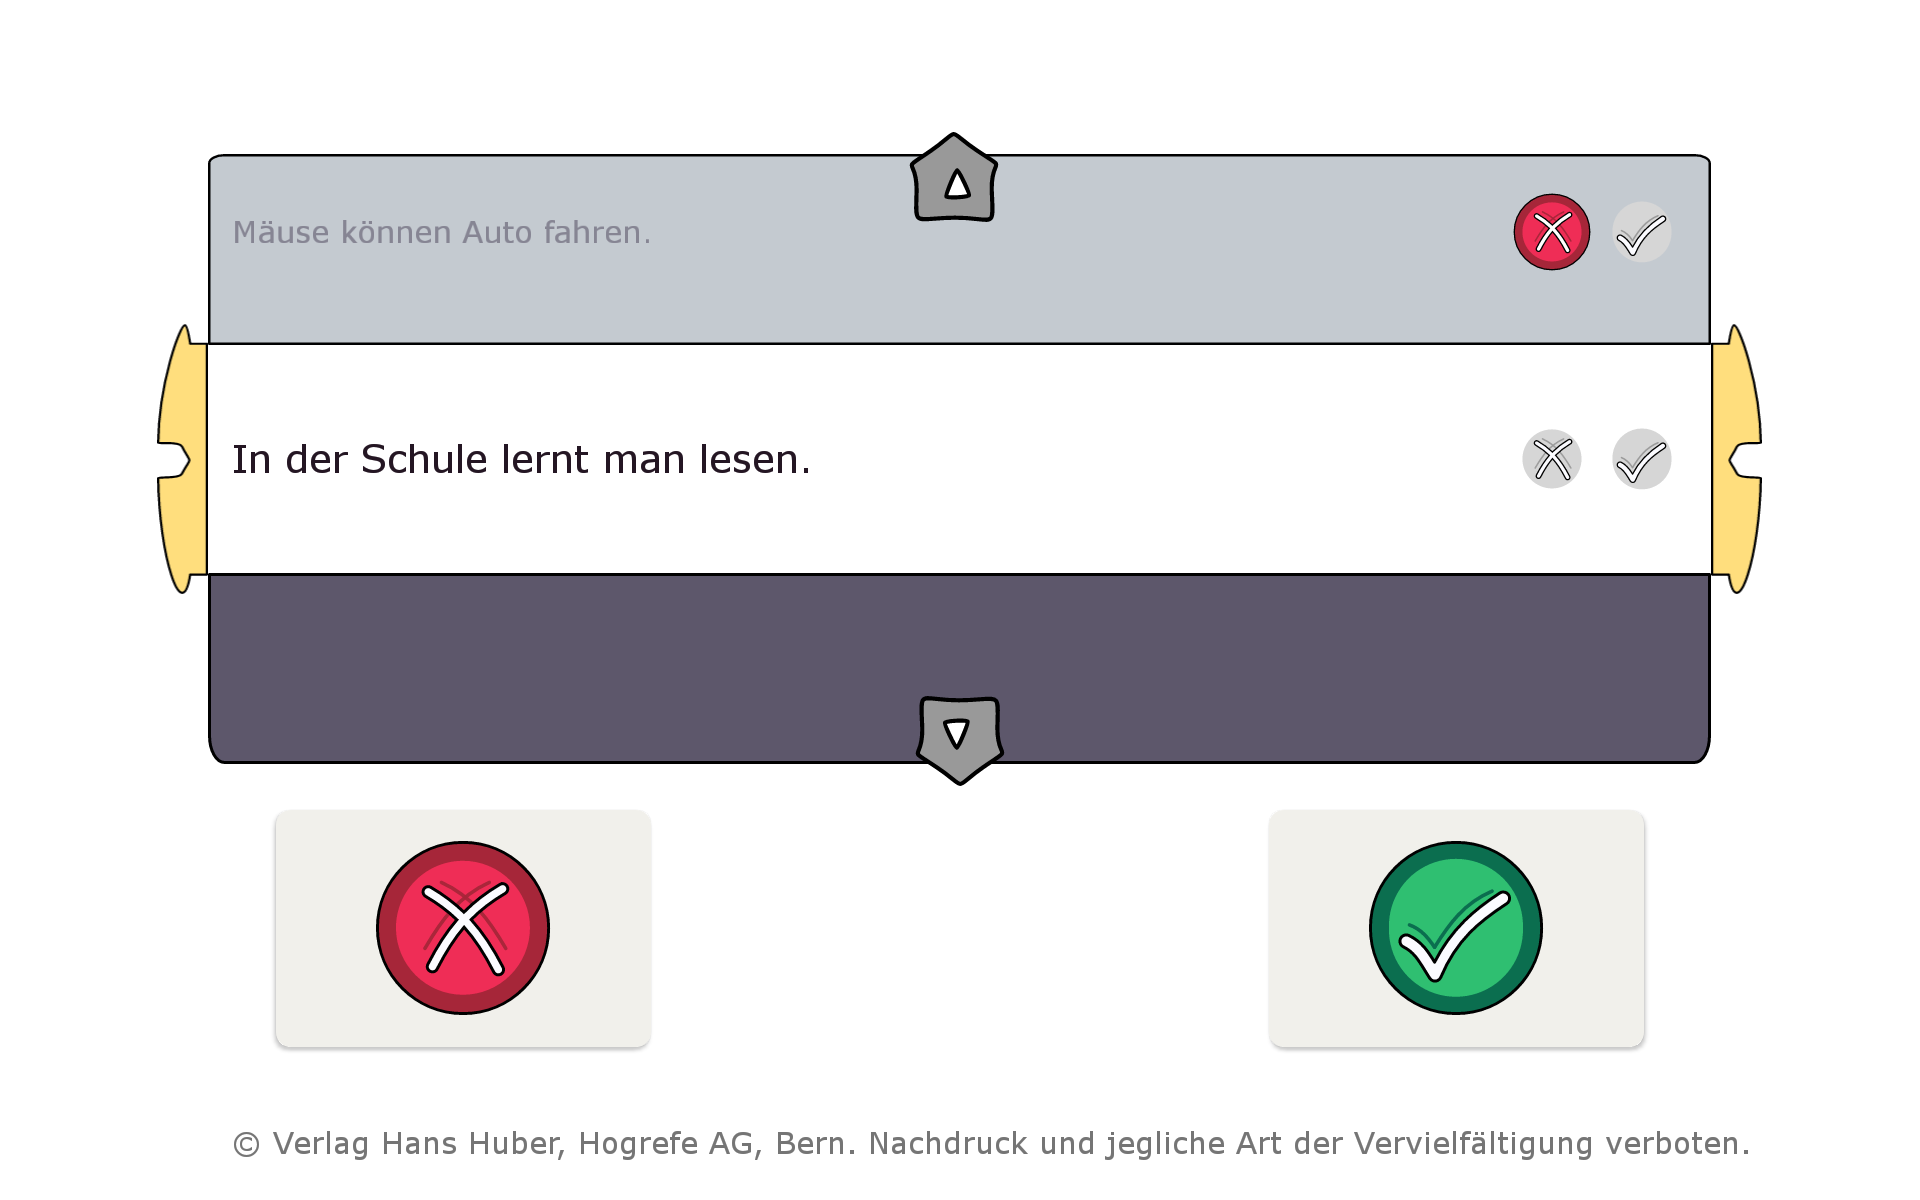 Mäuse können Auto fahren.
In der Schule lernt man lesen.
© Verlag Hans Huber, Hogrefe AG, Bern. Nachdruck und jegliche Art der Vervielfältigung verboten.